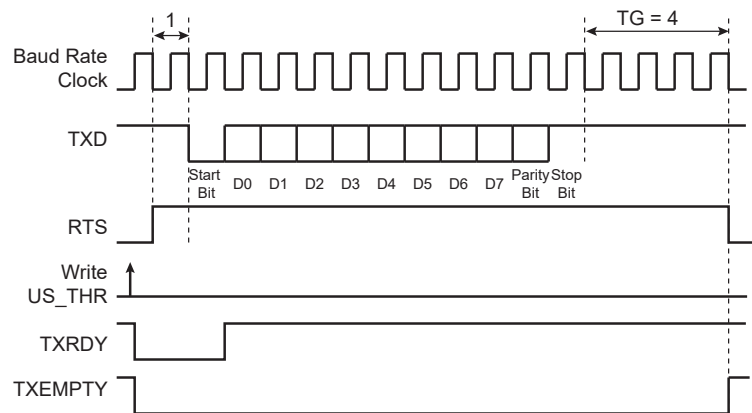 1
TG = 4
Baud Rate
Clock
TXD
Start
Bit
D0
D1
D2
D3
D4
D5
D6
D7
Parity
Bit
Stop
Bit
RTS
Write
US_THR
TXRDY
TXEMPTY